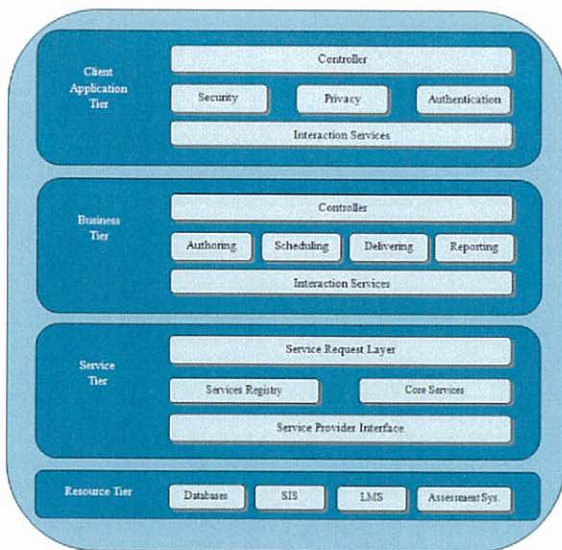 Controller
Client
Application
Tier
Security Privacy Authentication
Interaction Services
Controller
Business
Tier
Authoring Scheduling Delivering Reporting
Interaction Services
Service Request Layer
Service
Tier
Services Registry Core Services
Service Provider Interface
Resource Tier
Databases SIS LMS Assessment Sys.